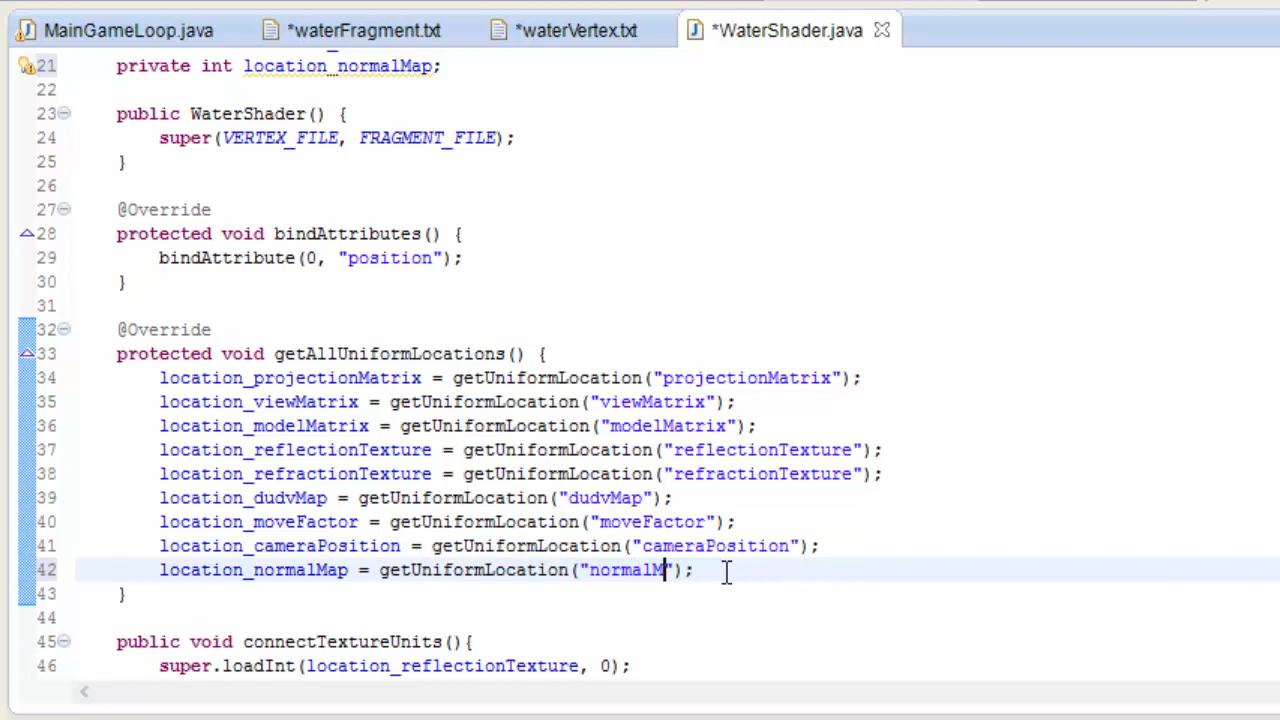 MainGameLoop.java *waterFragment.txt *waterVertex.txt *WaterShader.java
21 private int location_normalMap;
22
23 public WaterShader() {
24 super(VERTEX_FILE, FRAGMENT_FILE);
25 }
26
27 @Override
28 protected void bindAttributes() {
29 bindAttribute(0, "position");
30 }
31
32 @Override
33 protected void getAllUniformLocations() {
34 location_projectionMatrix = getUniformLocation("projectionMatrix");
35 location_viewMatrix = getUniformLocation("viewMatrix");
36 location_modelMatrix = getUniformLocation("modelMatrix");
37 location_reflectionTexture = getUniformLocation("reflectionTexture");
38 location_refractionTexture = getUniformLocation("refractionTexture");
39 location_dudvMap = getUniformLocation("dudvMap");
40 location_moveFactor = getUniformLocation("moveFactor");
41 location_cameraPosition = getUniformLocation("cameraPosition");
42 location_normalMap = getUniformLocation("normalM");
43 }
44
45 public void connectTextureUnits(){
46 super.loadInt(location_reflectionTexture, 0);